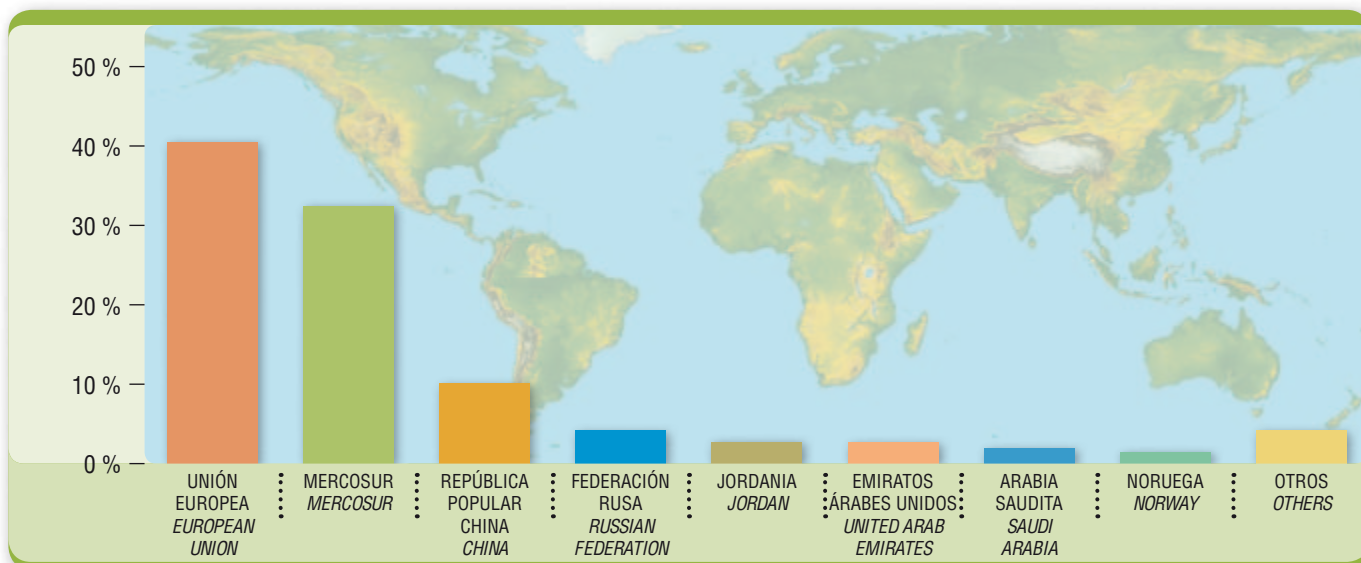 50 %
40 %
30 %
20 %
10 %
0 %
UNIÓN
EUROPEA
EUROPEAN
UNION
MERCOSUR
MERCOSUR
REPÚBLICA
POPULAR
CHINA
CHINA
FEDERACIÓN
RUSA
RUSSIAN
FEDERATION
JORDANIA
JORDAN
EMIRATOS
ÁRABES UNIDOS
UNITED ARAB
EMIRATES
ARABIA
SAUDITA
SAUDI
ARABIA
NORUEGA
NORWAY
OTROS
OTHERS